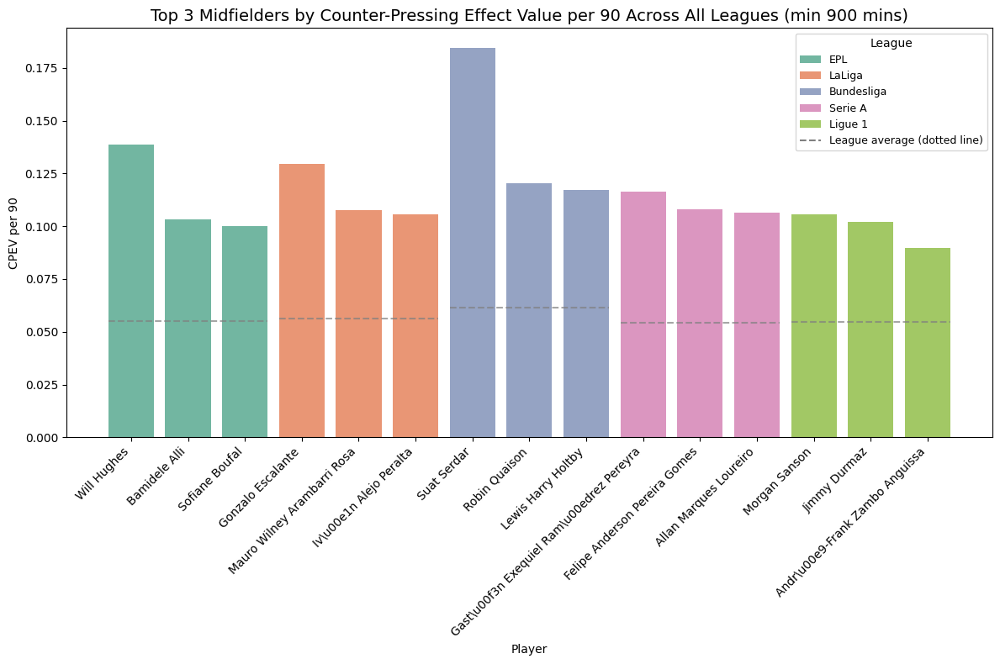 Top 3 Midfielders by Counter-Pressing Effect Value per 90 Across All Leagues (min 900 mins)
League
EPL
LaLiga
Bundesliga
Serie A
Ligue 1
League average (dotted line)
CPEV per 90
0.175
0.150
0.125
0.100
0.075
0.050
0.025
0.000
Will Hughes
Bamidele Alli
Sofiane Boufal
Gonzalo Escalante
Mauro Wilney Arambarri Rosa
Iv\u00e1n Alejo Peralta
Suat Serdar
Robin Quaison
Lewis Harry Holtby
Gast\u00f3n Exequiel Ram\u00edrez Pereyra
Felipe Anderson Pereira Gomes
Allan Marques Loureiro
Morgan Sanson
Jimmy Durmaz
Andr\u00e9-Frank Zambo Anguissa
Player